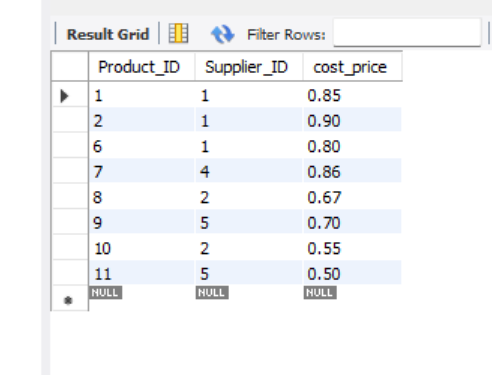 Result Grid Filter Rows:
Product_ID Supplier_ID cost_price
1 1 0.85
2 1 0.90
6 1 0.80
7 4 0.86
8 2 0.67
9 5 0.70
10 2 0.55
11 5 0.50
NULL NULL NULL